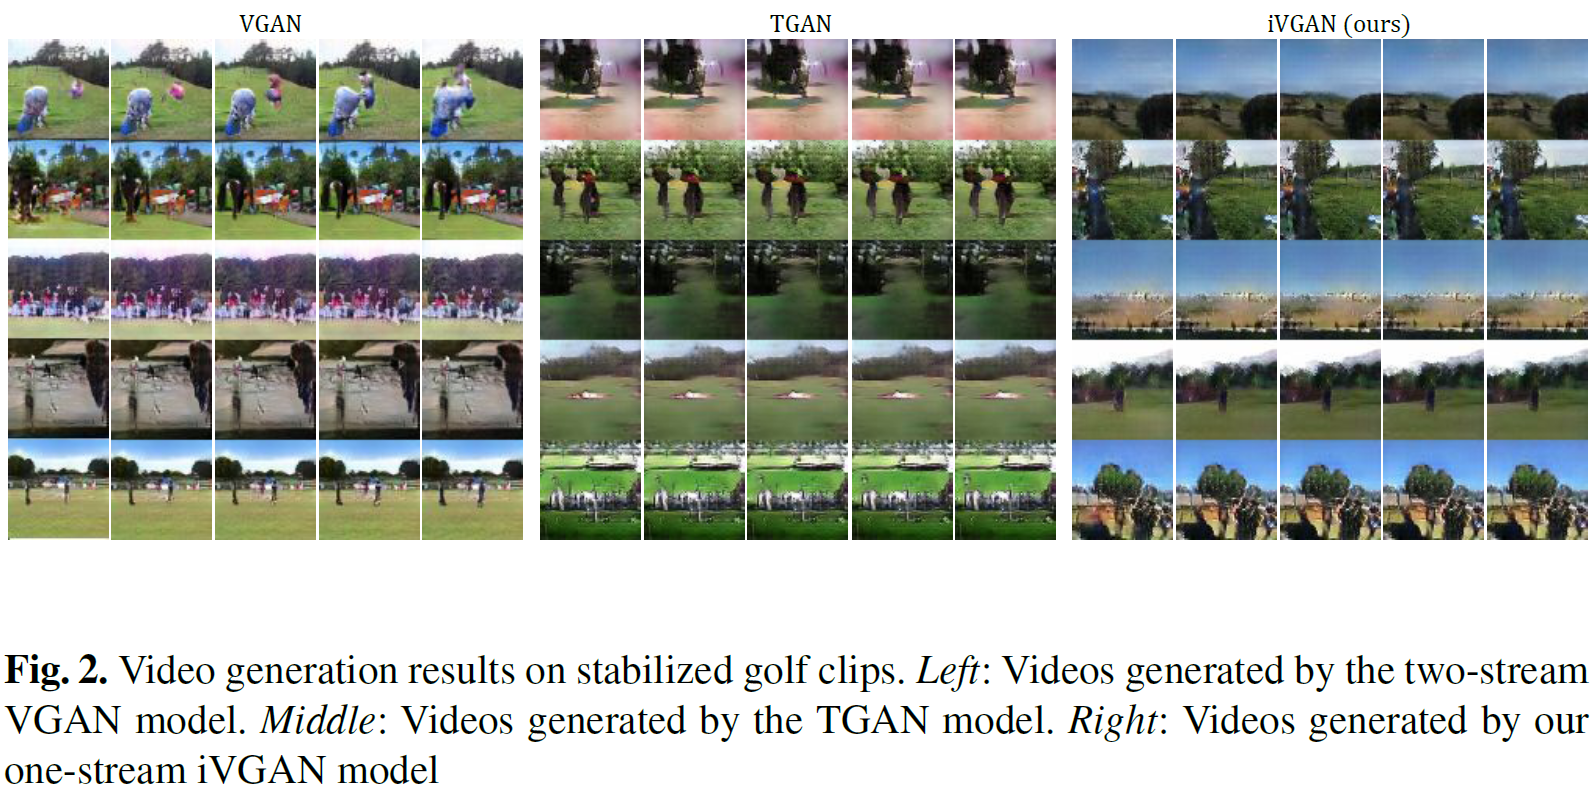 VGAN
TGAN
iVGAN (ours)
Fig. 2. Video generation results on stabilized golf clips. Left: Videos generated by the two-stream
VGAN model. Middle: Videos generated by the TGAN model. Right: Videos generated by our
one-stream iVGAN model